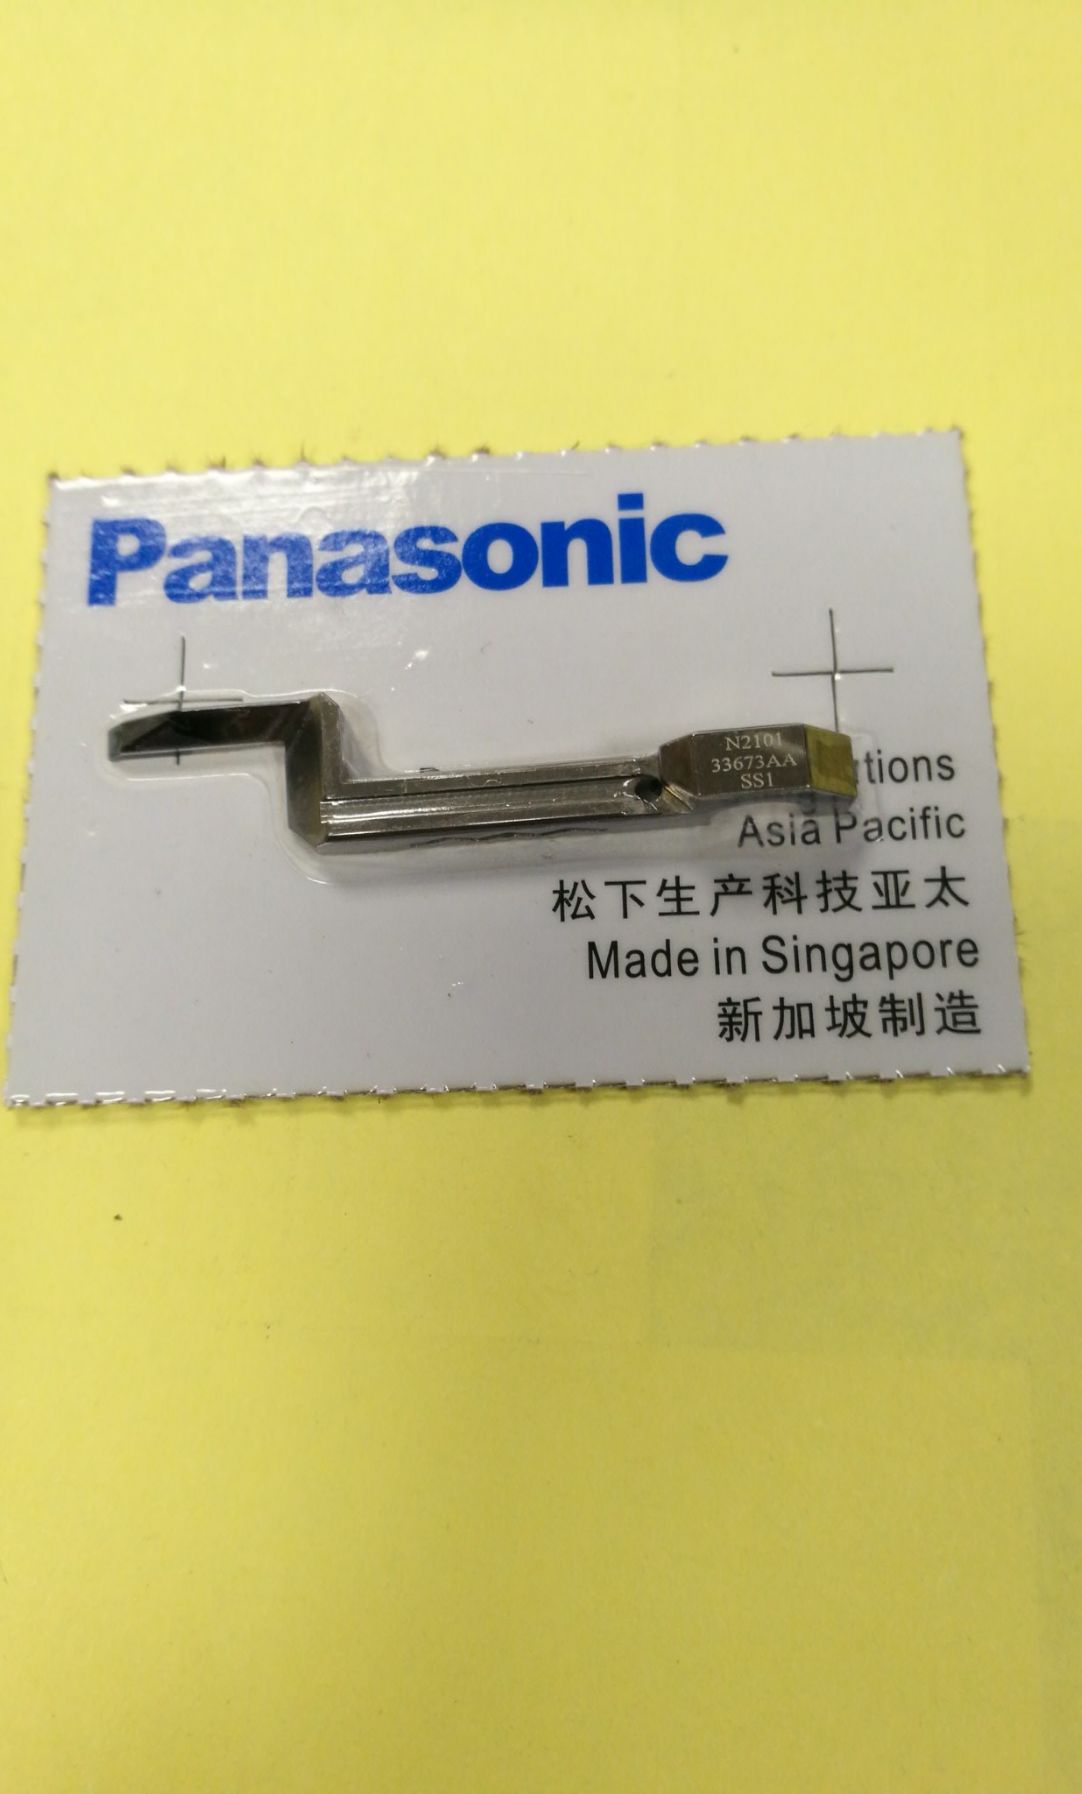 Panasonic
N2101
33673AA
SS1
Asia Pacific
松下生产科技亚太
Made in Singapore
新加坡制造